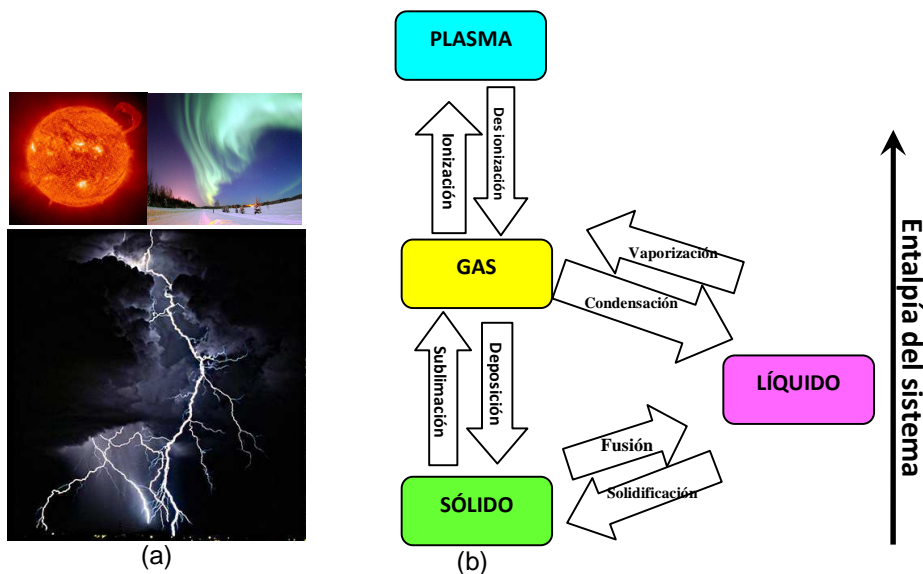 PLASMA
Ionización
Des ionización
GAS
Vaporización
Condensación
Sublimación
Deposición
LÍQUIDO
Fusión
Solidificación
SÓLIDO
Entalpía del sistema
(a)
(b)